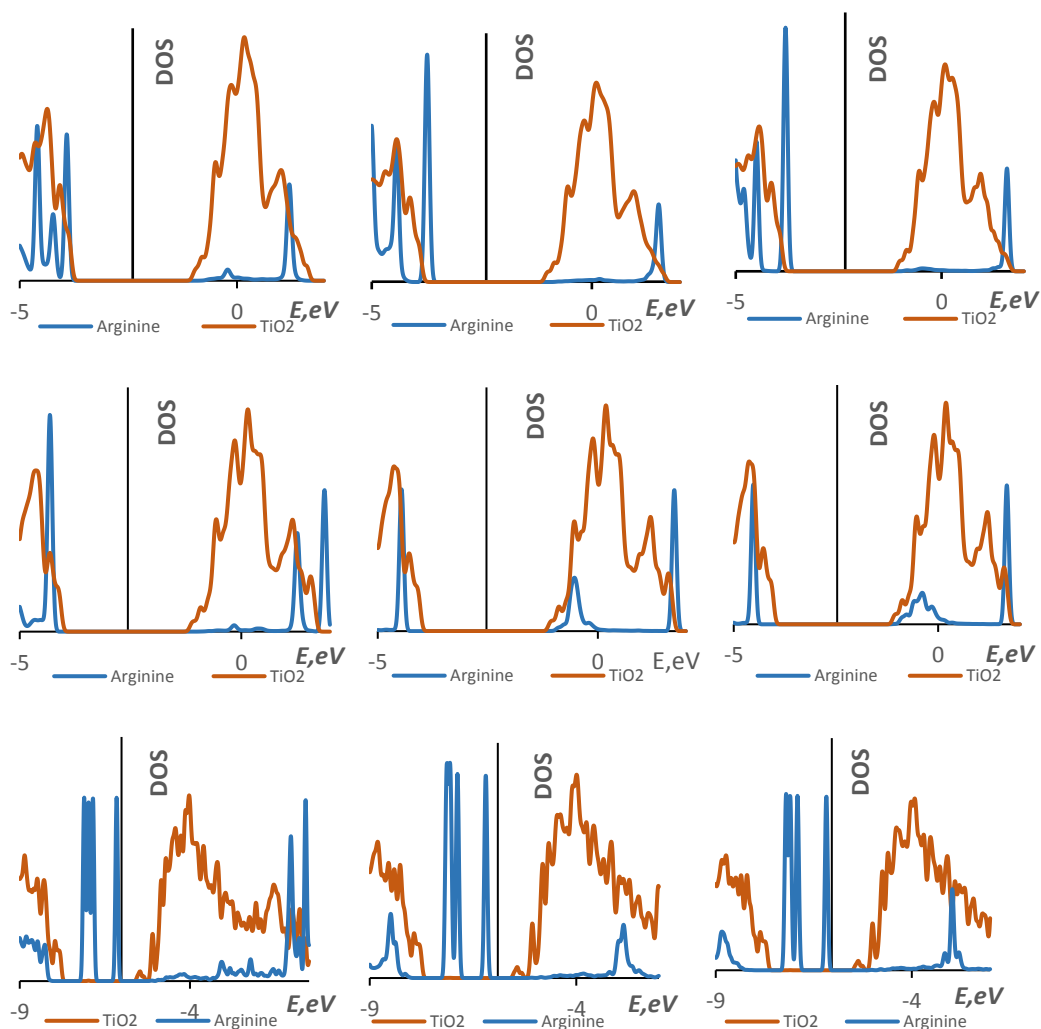 DOS DOS DOS
-5 0 E,eV -5 0 E,eV -5 0 E,eV
Arginine TiO2 Arginine TiO2 Arginine TiO2
DOS DOS DOS
-5 0 E,eV -5 0 E,eV -5 0 E,eV
Arginine TiO2 Arginine TiO2 Arginine TiO2
DOS DOS DOS
-9 -4 E,eV -9 -4 E,eV -9 -4 E,eV
TiO2 Arginine TiO2 Arginine TiO2 Arginine